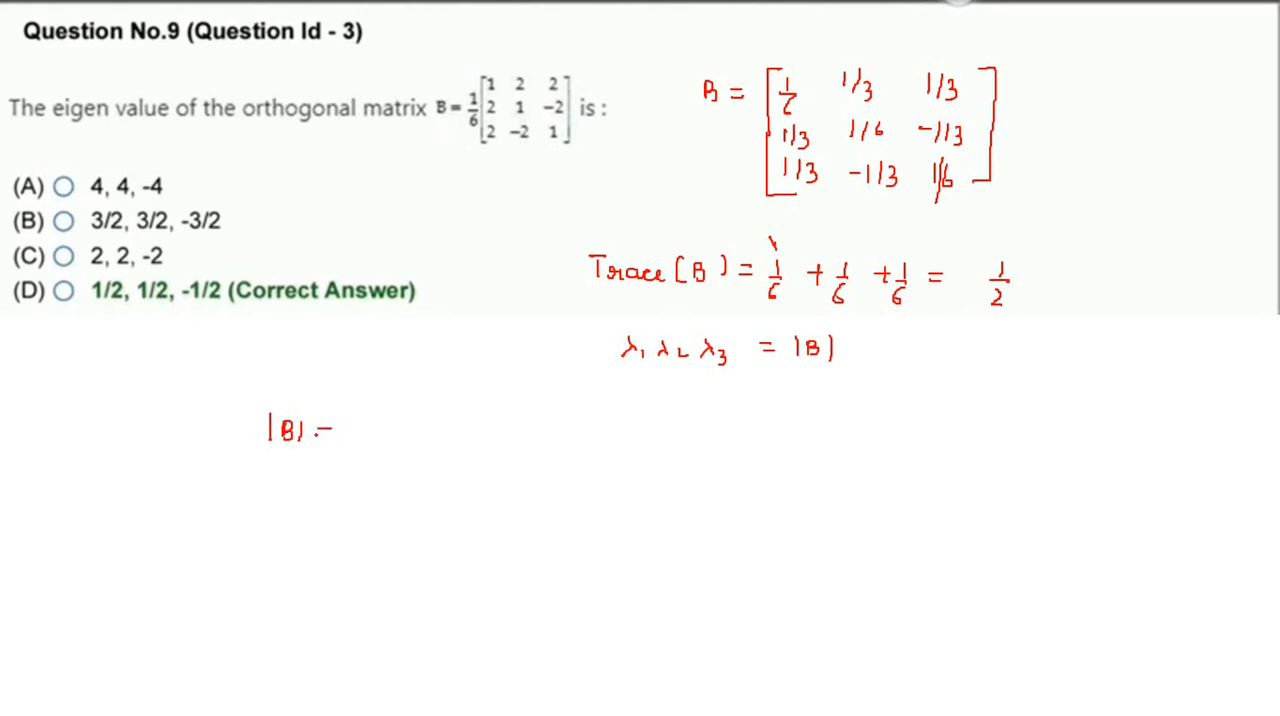 Question No.9 (Question Id - 3)
The eigen value of the orthogonal matrix B = 1/6 [1 2 2
2 1 -2
2 -2 1] is :
(A) 4, 4, -4
(B) 3/2, 3/2, -3/2
(C) 2, 2, -2
(D) 1/2, 1/2, -1/2 (Correct Answer)
B = [1/6 1/3 1/3
1/3 1/6 -1/3
1/3 -1/3 1/6]
Trace(B) = 1/6 + 1/6 + 1/6 = 1/2
λ1 λ2 λ3 = |B|
|B| =